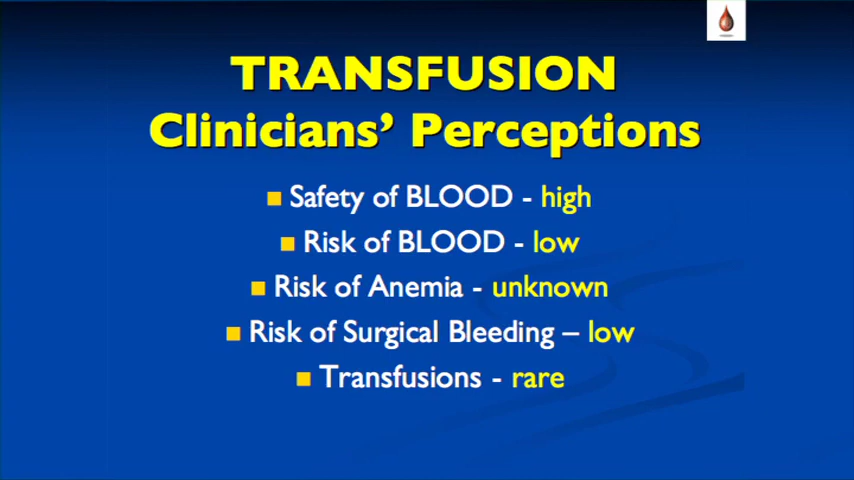 TRANSFUSION
Clinicians’ Perceptions
■ Safety of BLOOD - high
■ Risk of BLOOD - low
■ Risk of Anemia - unknown
■ Risk of Surgical Bleeding – low
■ Transfusions - rare